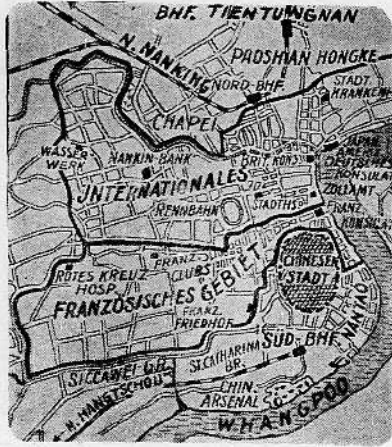 BHF. TIENTUNGNAN
N. NANKING
PAOSHAN HONGKE
NORD-BHF.
STADT.
KRANKENH.
CHAPEI
WASSER
WERK
NANKIN-BANK
BRIT. KONS.
JAPAN.
AMER.
DEUTSCHES
KONSULAT
INTERNATIONALES
ZOLLAMT
RENNBAHN
STADTHS.
FRANZ.
KONSULAT
FRANZ.
CLUBS
CHINESEN
STADT
ROTES KREUZ
HOSP.
FRANZÖSISCHES GEBIET
FRANZ.
FRIEDHOF
NANTAO
SÜD-BHF.
ST. CATHARINA
BR.
SICCAWEI GR.
N. HANGTSCHOU
CHIN.
ARSENAL
WHANGPOO